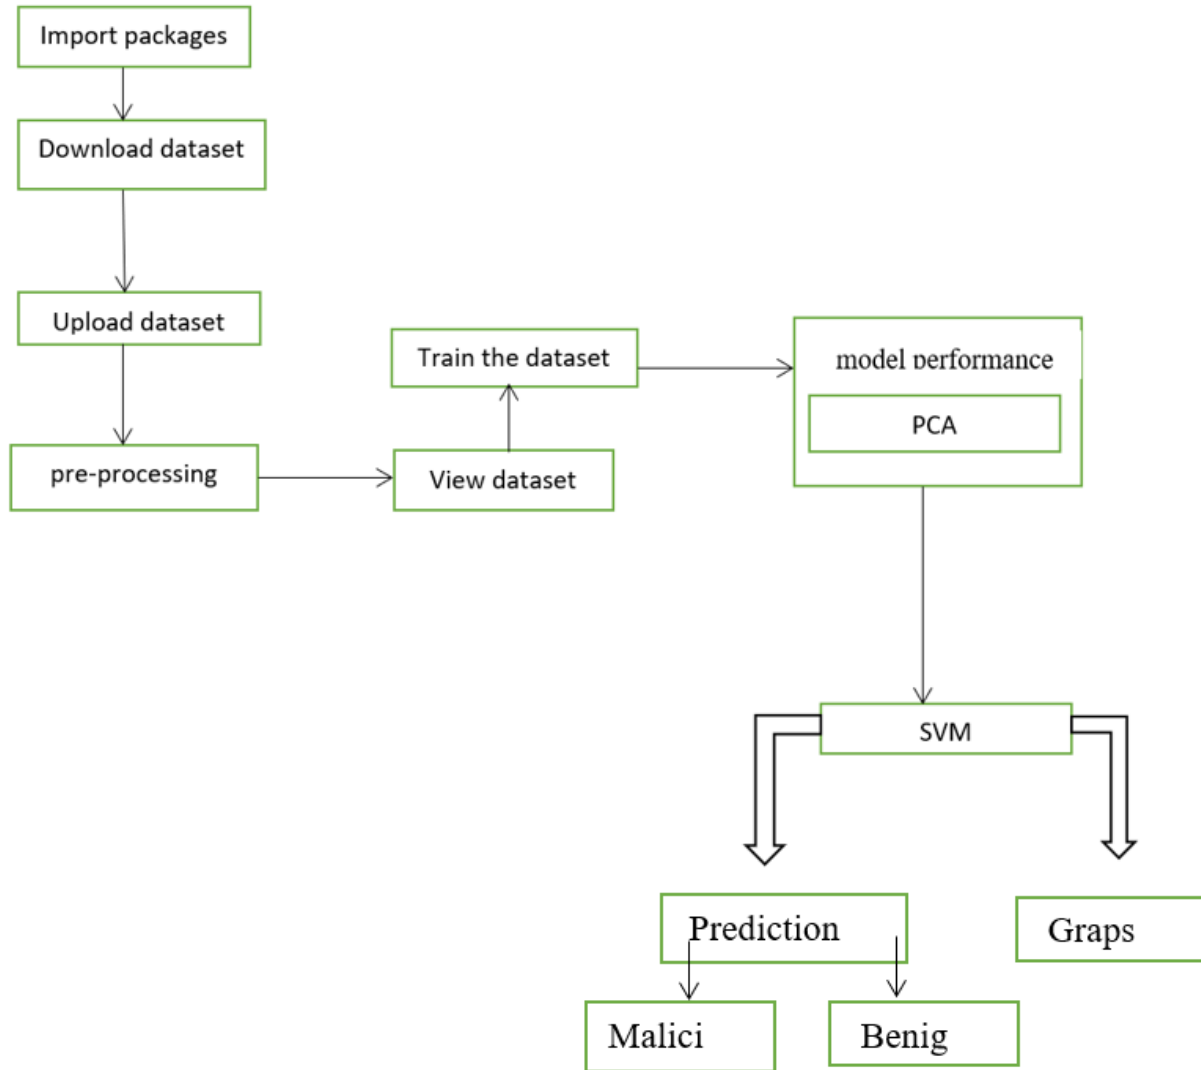 Import packages
Download dataset
Upload dataset
pre-processing
View dataset
Train the dataset
model performance
PCA
SVM
Prediction
Graps
Malici
Benig